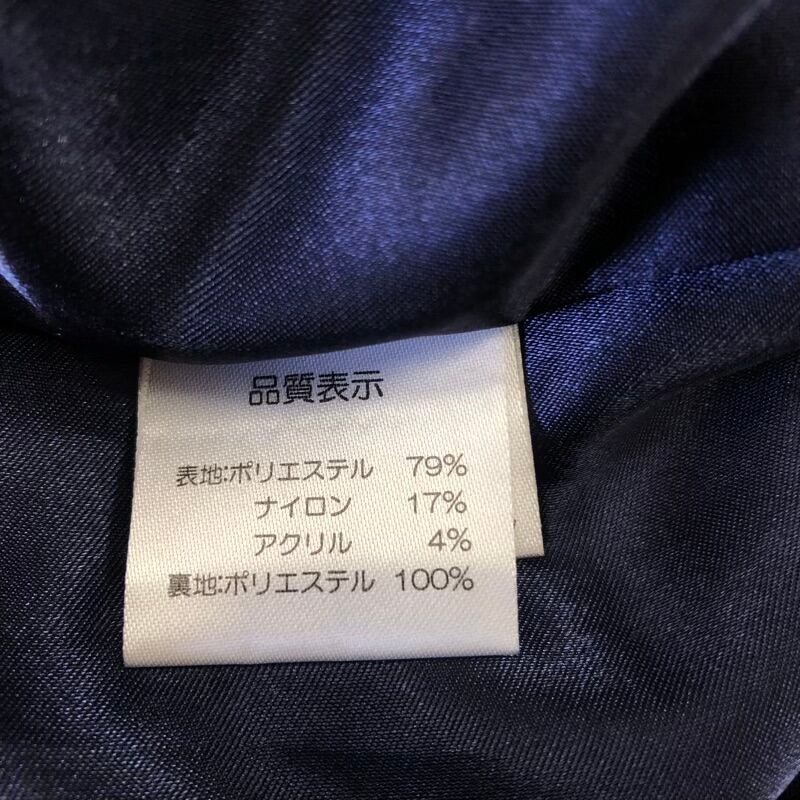 品質表示
表地:ポリエステル 79%
ナイロン 17%
アクリル 4%
裏地:ポリエステル 100%